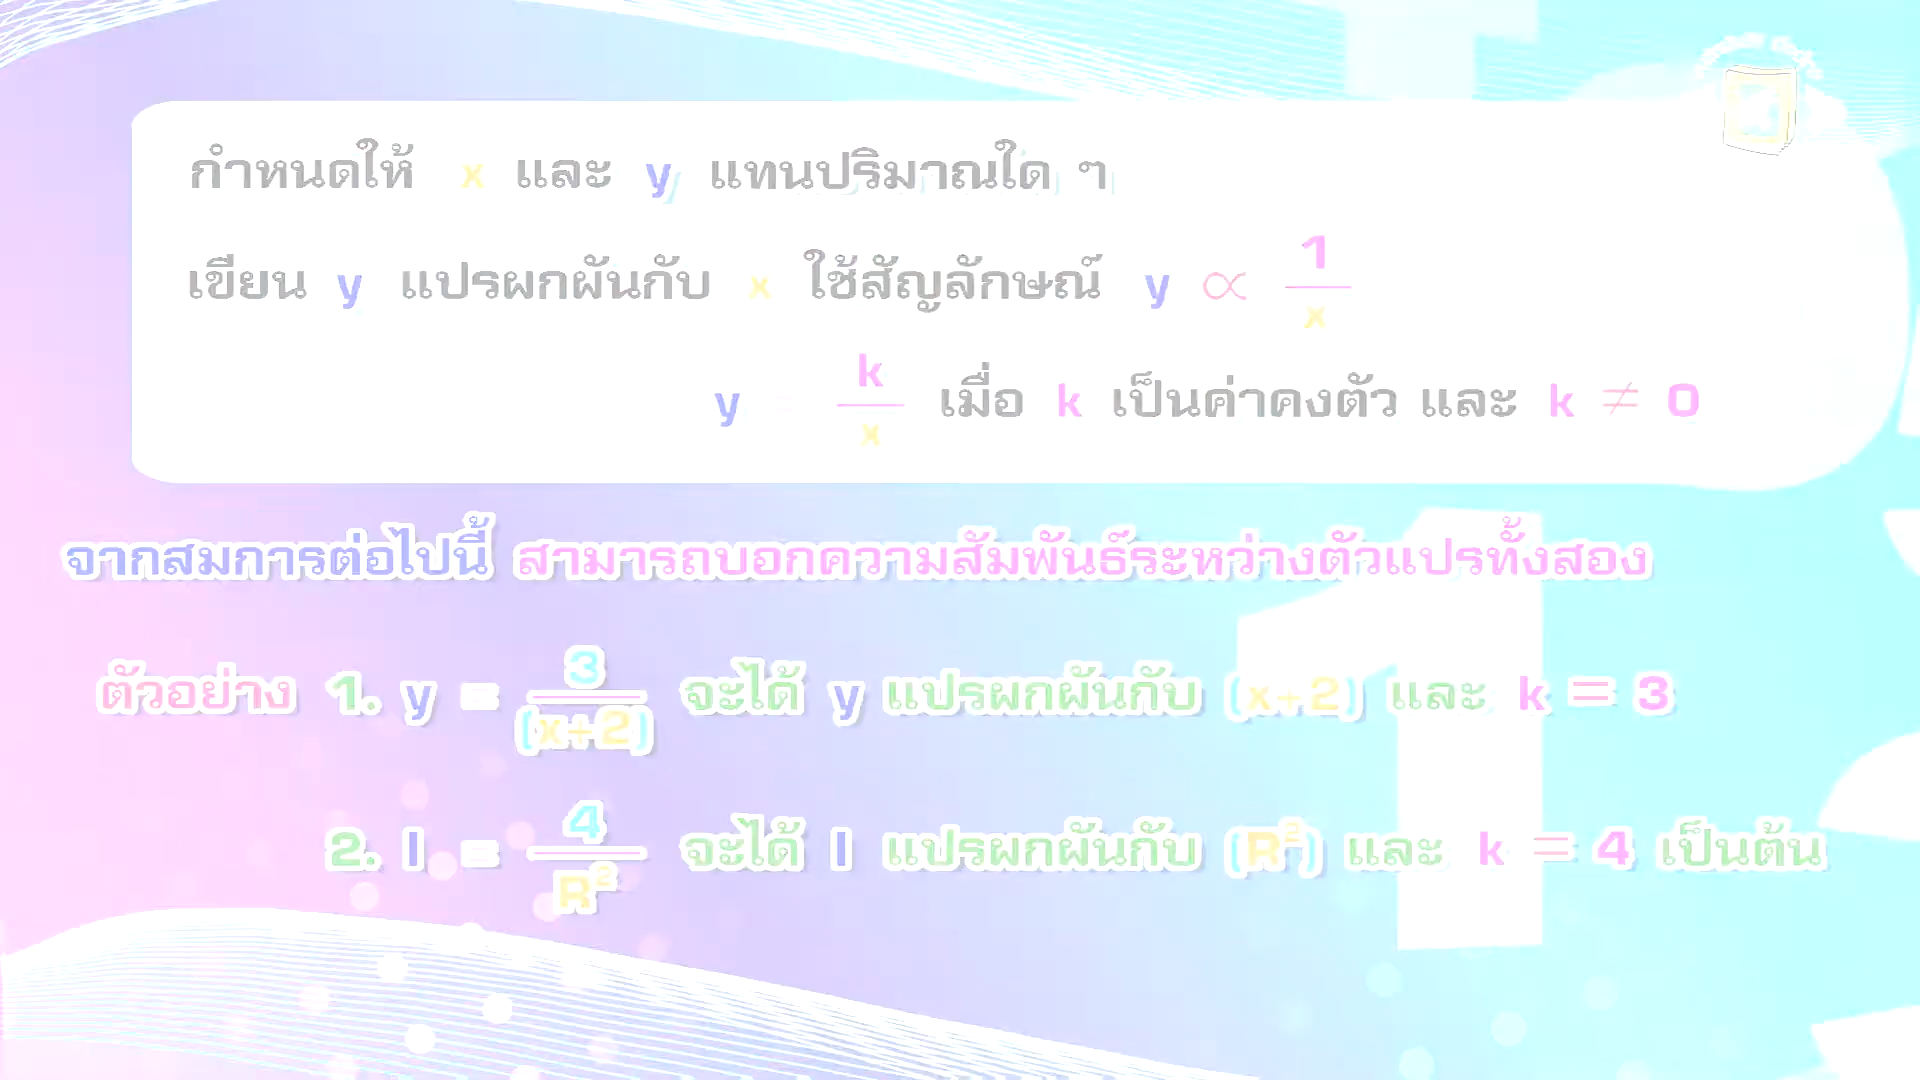 กำหนดให้ x และ y แทนปริมาณใด ๆ
เขียน y แปรผกผันกับ x ใช้สัญลักษณ์ y ∝ 1/x
y = k/x เมื่อ k เป็นค่าคงตัว และ k ≠ 0
จากสมการต่อไปนี้ สามารถบอกความสัมพันธ์ระหว่างตัวแปรทั้งสอง
ตัวอย่าง 1. y = 3/(x+2) จะได้ y แปรผกผันกับ (x+2) และ k = 3
2. I = 4/R² จะได้ I แปรผกผันกับ (R²) และ k = 4 เป็นต้น